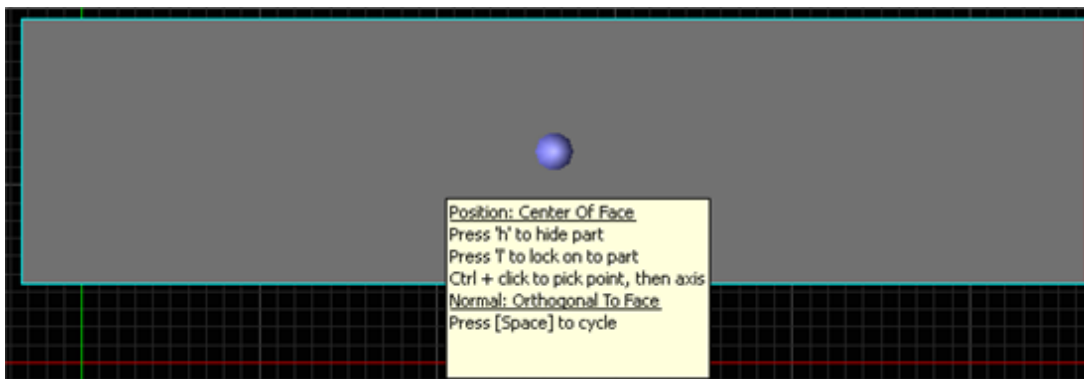 Position: Center Of Face
Press 'h' to hide part
Press 'l' to lock on to part
Ctrl + click to pick point, then axis
Normal: Orthogonal To Face
Press [Space] to cycle